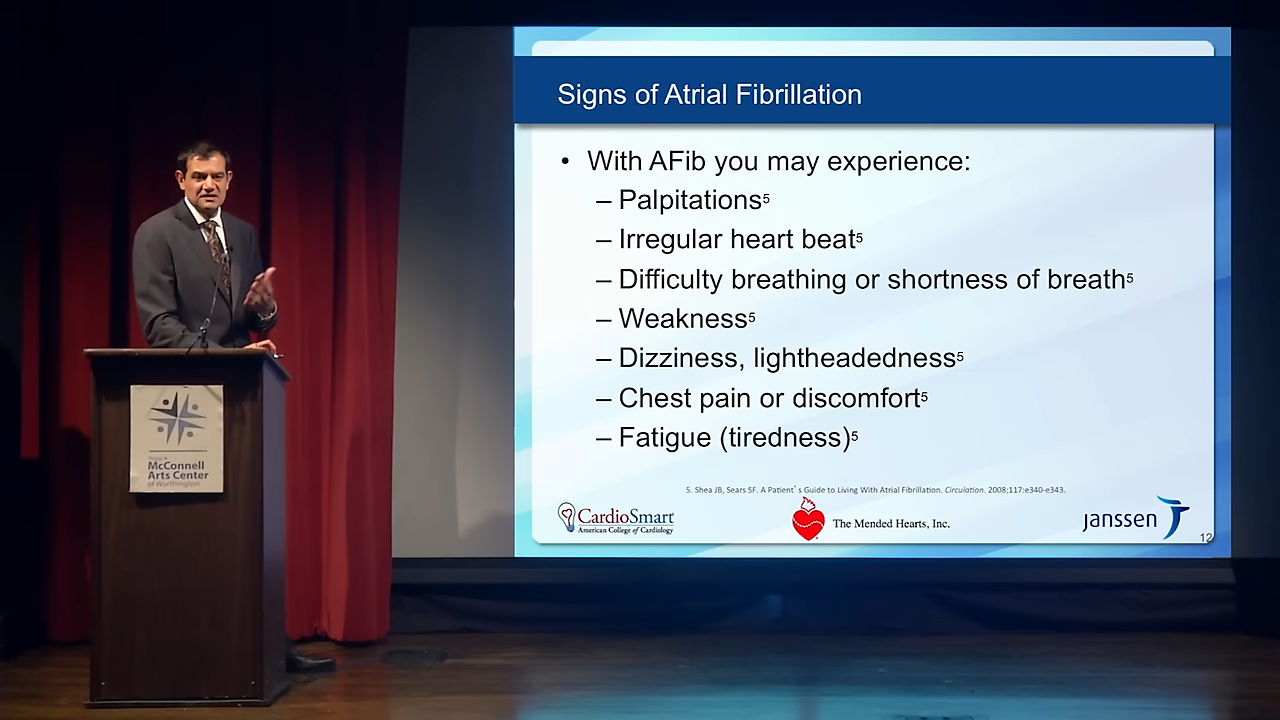 Signs of Atrial Fibrillation
• With AFib you may experience:
– Palpitations5
– Irregular heart beat5
– Difficulty breathing or shortness of breath5
– Weakness5
– Dizziness, lightheadedness5
– Chest pain or discomfort5
– Fatigue (tiredness)5
5. Shea JB, Sears SF. A Patient's Guide to Living With Atrial Fibrillation. Circulation. 2008;117:e340-e343.
CardioSmart
American College of Cardiology
The Mended Hearts, Inc.
janssen
12
McConnell
Arts Center
of Worthington